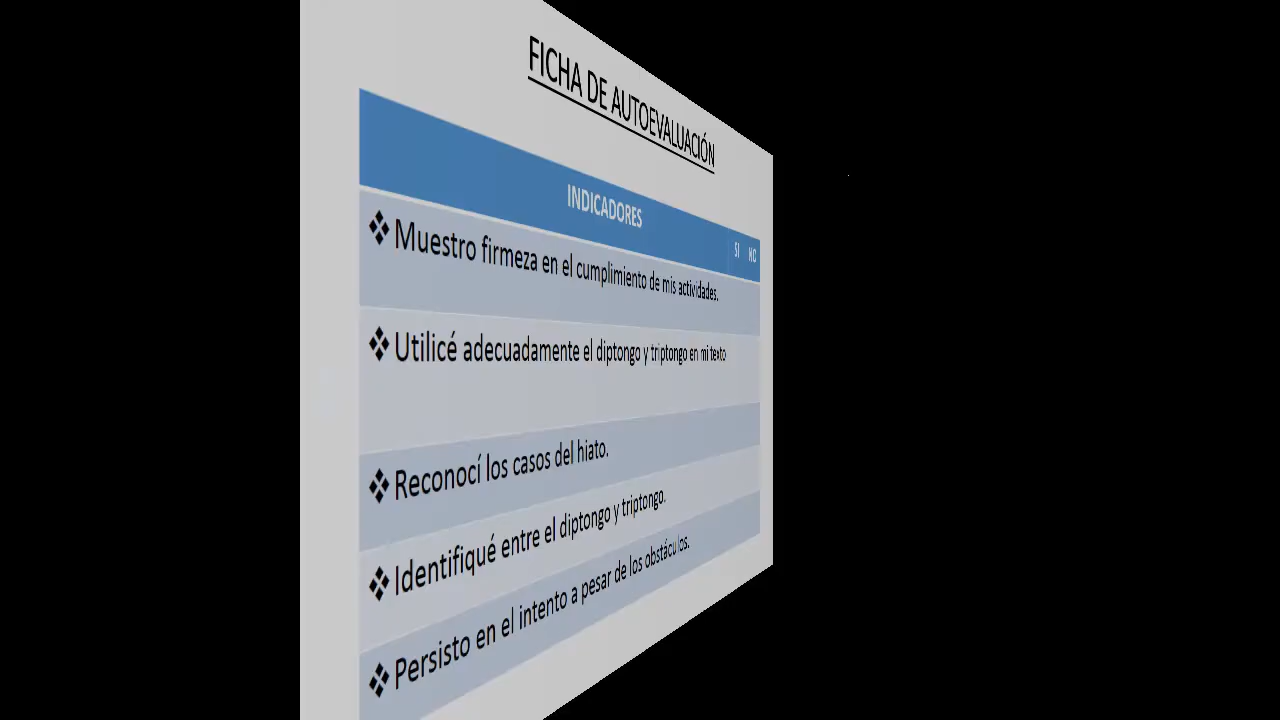 FICHA DE AUTOEVALUACIÓN
INDICADORES SI NO
❖ Muestro firmeza en el cumplimiento de mis actividades.
❖ Utilicé adecuadamente el diptongo y triptongo en mi texto
❖ Reconocí los casos del hiato.
❖ Identifiqué entre el diptongo y triptongo.
❖ Persisto en el intento a pesar de los obstáculos.